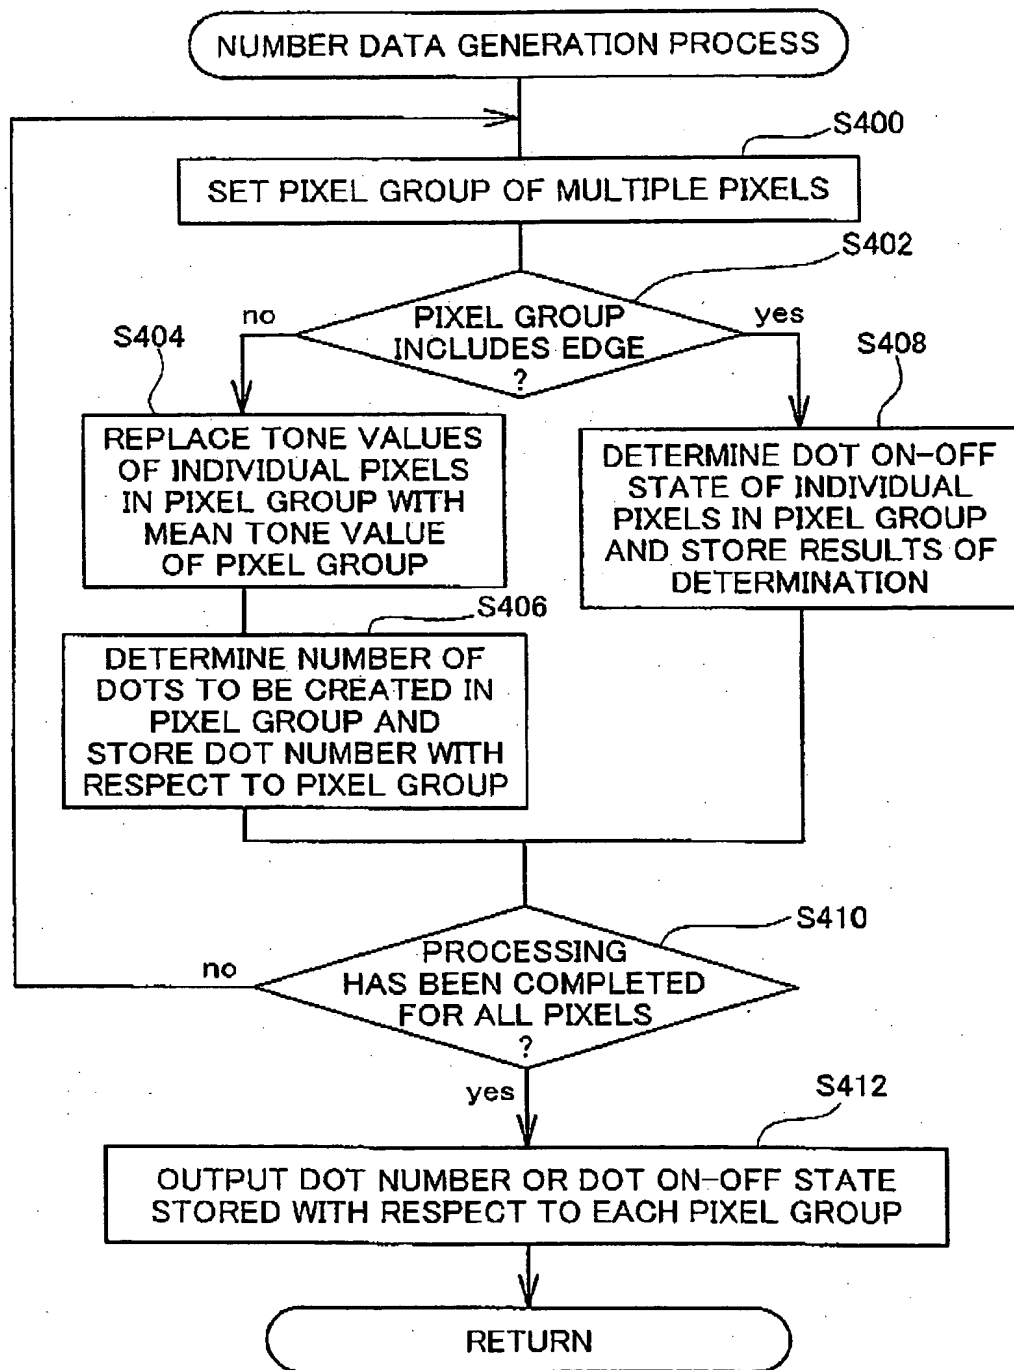 NUMBER DATA GENERATION PROCESS
S400
SET PIXEL GROUP OF MULTIPLE PIXELS
S402
PIXEL GROUP
INCLUDES EDGE
?
no
yes
S404
REPLACE TONE VALUES
OF INDIVIDUAL PIXELS
IN PIXEL GROUP WITH
MEAN TONE VALUE
OF PIXEL GROUP
S408
DETERMINE DOT ON-OFF
STATE OF INDIVIDUAL
PIXELS IN PIXEL GROUP
AND STORE RESULTS OF
DETERMINATION
S406
DETERMINE NUMBER OF
DOTS TO BE CREATED IN
PIXEL GROUP AND
STORE DOT NUMBER WITH
RESPECT TO PIXEL GROUP
S410
PROCESSING
HAS BEEN COMPLETED
FOR ALL PIXELS
?
no
yes
S412
OUTPUT DOT NUMBER OR DOT ON-OFF STATE
STORED WITH RESPECT TO EACH PIXEL GROUP
RETURN